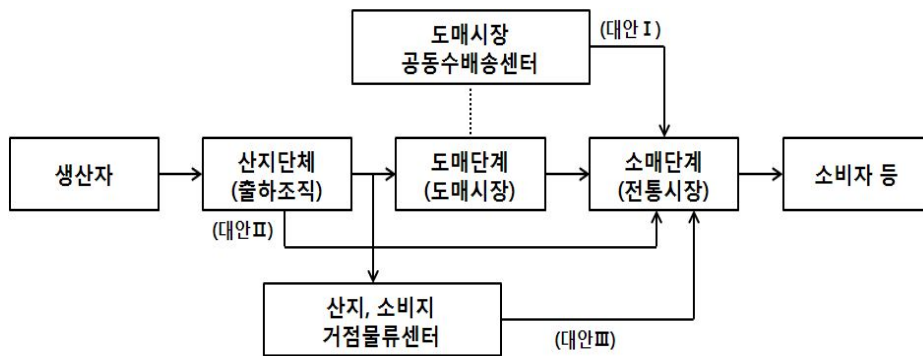 도매시장
공동수배송센터
(대안Ⅰ)
생산자
산지단체
(출하조직)
도매단계
(도매시장)
소매단계
(전통시장)
소비자 등
(대안Ⅱ)
산지, 소비지
거점물류센터
(대안Ⅲ)